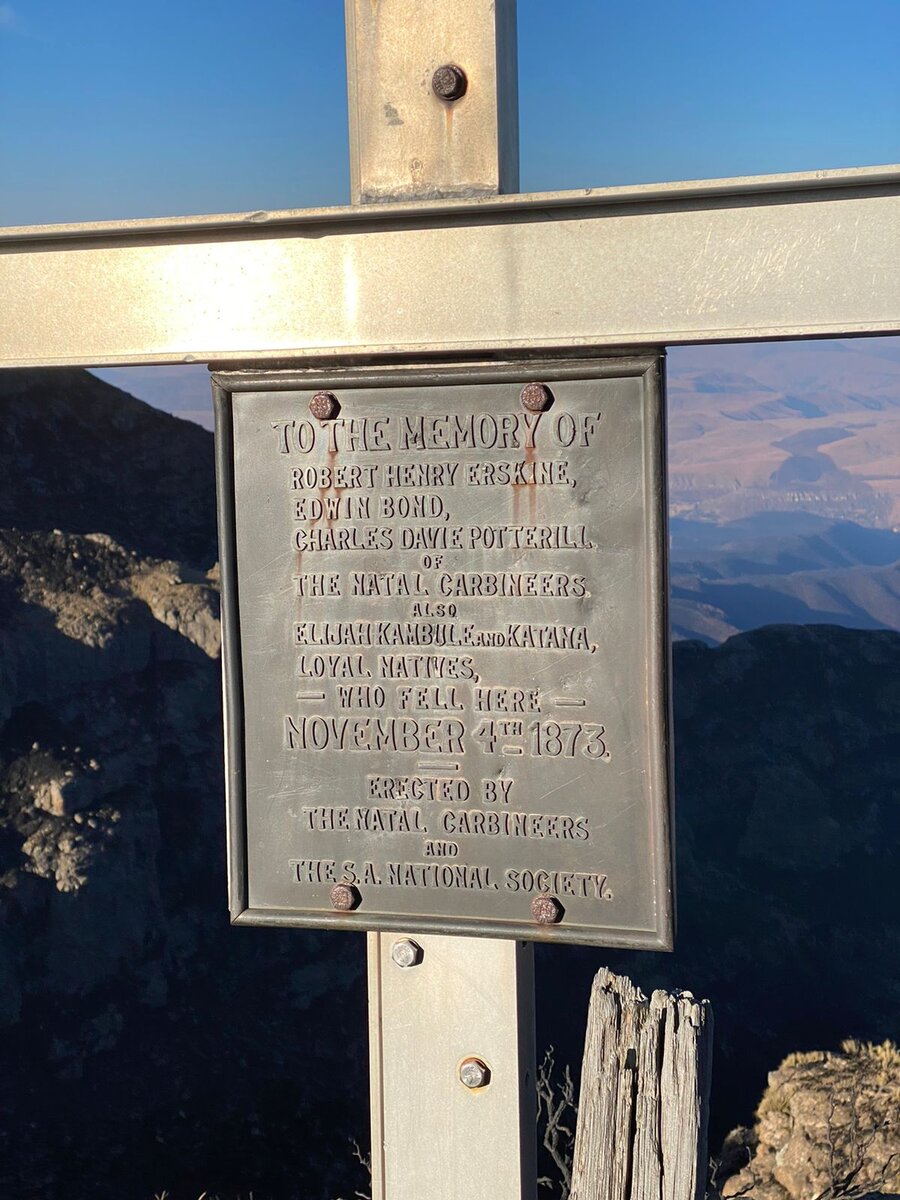 TO THE MEMORY OF
ROBERT HENRY ERSKINE,
EDWIN BOND,
CHARLES DAVIE POTTERILL
OF
THE NATAL CARBINEERS
ALSO
ELIJAH KAMBULE AND KATANA,
LOYAL NATIVES,
— WHO FELL HERE —
NOVEMBER 4TH 1873.
ERECTED BY
THE NATAL CARBINEERS
AND
THE S.A. NATIONAL SOCIETY.